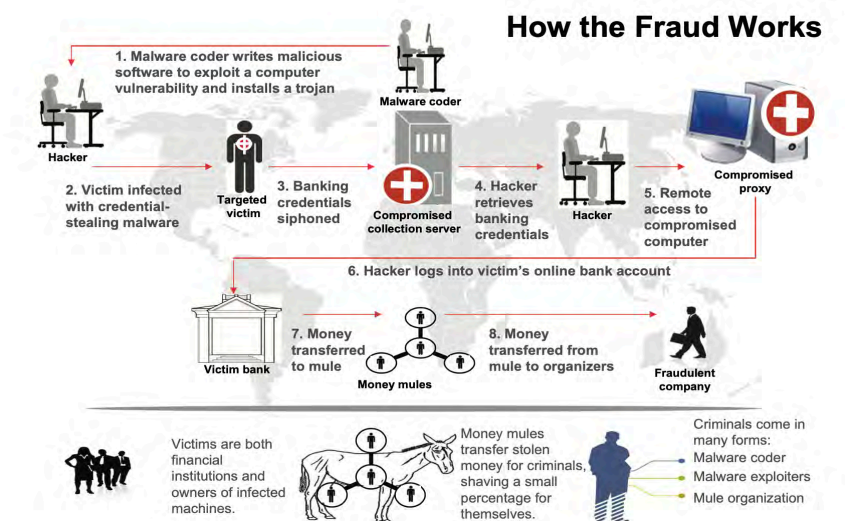 How the Fraud Works
1. Malware coder writes malicious
software to exploit a computer
vulnerability and installs a trojan
Malware coder
Hacker
2. Victim infected
with credential-
stealing malware
Targeted
victim
3. Banking
credentials
siphoned
Compromised
collection server
4. Hacker
retrieves
banking
credentials
Hacker
5. Remote
access to
compromised
computer
Compromised
proxy
6. Hacker logs into victim's online bank account
Victim bank
7. Money
transferred
to mule
Money mules
8. Money
transferred from
mule to organizers
Fraudulent
company
Victims are both
financial
institutions and
owners of infected
machines.
Money mules
transfer stolen
money for criminals,
shaving a small
percentage for
themselves.
Criminals come in
many forms:
Malware coder
Malware exploiters
Mule organization